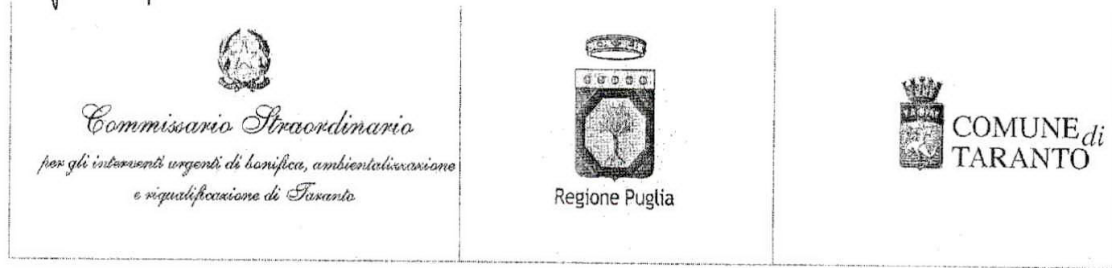 Commissario Straordinario
per gli interventi urgenti di bonifica, ambientalizzazione
e riqualificazione di Taranto
Regione Puglia
COMUNE di
TARANTO